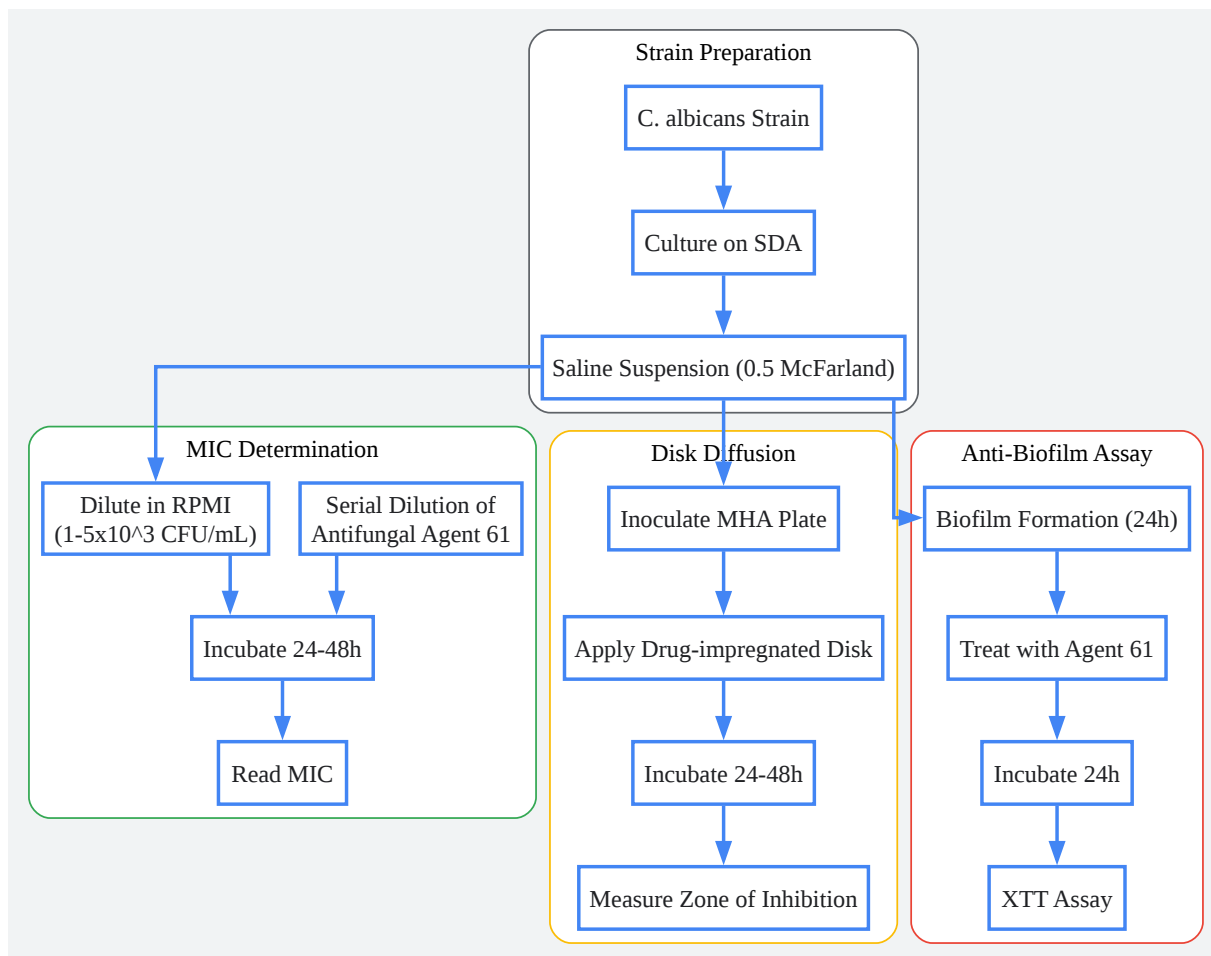 Strain Preparation
C. albicans Strain
Culture on SDA
Saline Suspension (0.5 McFarland)
MIC Determination
Dilute in RPMI
(1-5x10^3 CFU/mL)
Serial Dilution of
Antifungal Agent 61
Incubate 24-48h
Read MIC
Disk Diffusion
Inoculate MHA Plate
Apply Drug-impregnated Disk
Incubate 24-48h
Measure Zone of Inhibition
Anti-Biofilm Assay
Biofilm Formation (24h)
Treat with Agent 61
Incubate 24h
XTT Assay